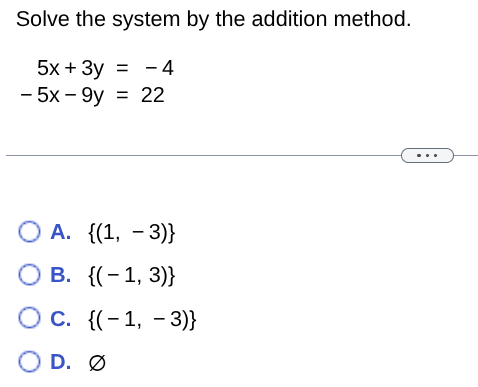 Solve the system by the addition method.
5x + 3y = − 4
− 5x − 9y = 22
A. {(1, − 3)}
B. {( − 1, 3)}
C. {( − 1, − 3)}
D. ∅